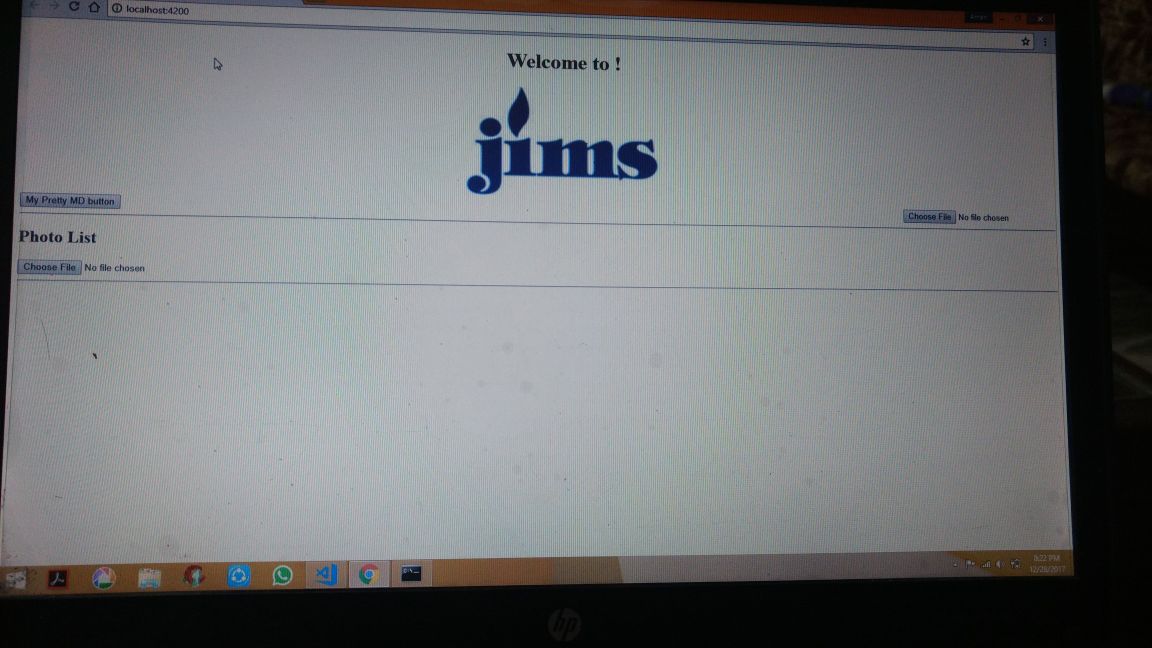 localhost:4200
Welcome to !
jims
My Pretty MD button
Choose File No file chosen
Photo List
Choose File No file chosen
8:22 PM
12/28/2017
hp